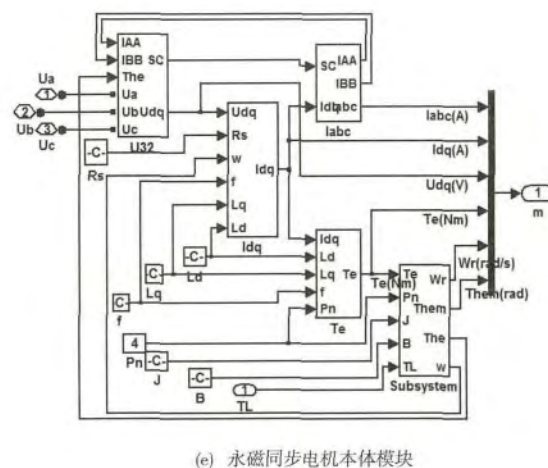 IAA
IBB SC
The
Ua
Ub Udq
Uc
U32
Ua
1
2
Ub
3
Uc
SC IAA
IBB
Idq Iabc
Iabc
Iabc(A)
Idq(A)
Udq(V)
Te(Nm)
1
m
-C-
Rs
Udq
Rs
w
f
Lq
Ld
Idq
Idq
-C-
Ld
C
Lq
C
f
Idq
Ld
Lq
f
Pn
Te
Te
Te(Nm)
Wr(rad/s)
Them(rad)
4
Pn
-C-
J
-C-
B
1
TL
Te
Pn
J
B
TL
Wr
Them
The
w
Subsystem
(e) 永磁同步电机本体模块